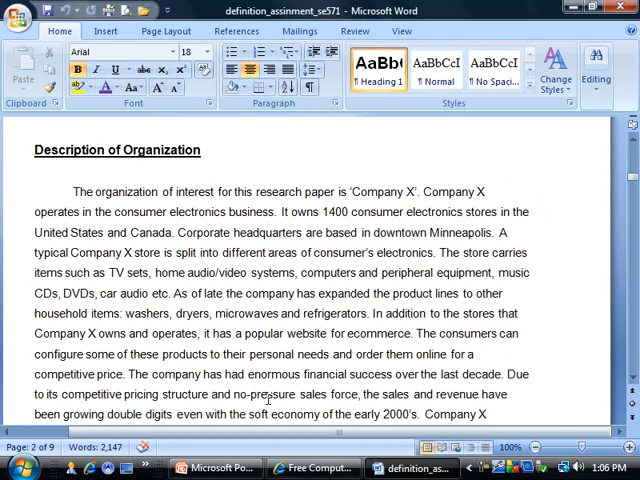 definition_assinment_se571 - Microsoft Word
Home Insert Page Layout References Mailings Review View
Paste
Arial 18
B I U abc x₂ x² Aa
Clipboard Font Paragraph Styles
AaBb( AaBbCcI AaBbCcI
¶ Heading 1 ¶ Normal ¶ No Spaci...
Change Styles
Editing
Description of Organization
The organization of interest for this research paper is ‘Company X’. Company X
operates in the consumer electronics business. It owns 1400 consumer electronics stores in the
United States and Canada. Corporate headquarters are based in downtown Minneapolis. A
typical Company X store is split into different areas of consumer’s electronics. The store carries
items such as TV sets, home audio/video systems, computers and peripheral equipment, music
CDs, DVDs, car audio etc. As of late the company has expanded the product lines to other
household items: washers, dryers, microwaves and refrigerators. In addition to the stores that
Company X owns and operates, it has a popular website for ecommerce. The consumers can
configure some of these products to their personal needs and order them online for a
competitive price. The company has had enormous financial success over the last decade. Due
to its competitive pricing structure and no-pressure sales force, the sales and revenue have
been growing double digits even with the soft economy of the early 2000’s. Company X
Page: 2 of 9 Words: 2,147 100%
Microsoft Po... Free Comput... definition_as... 1:06 PM